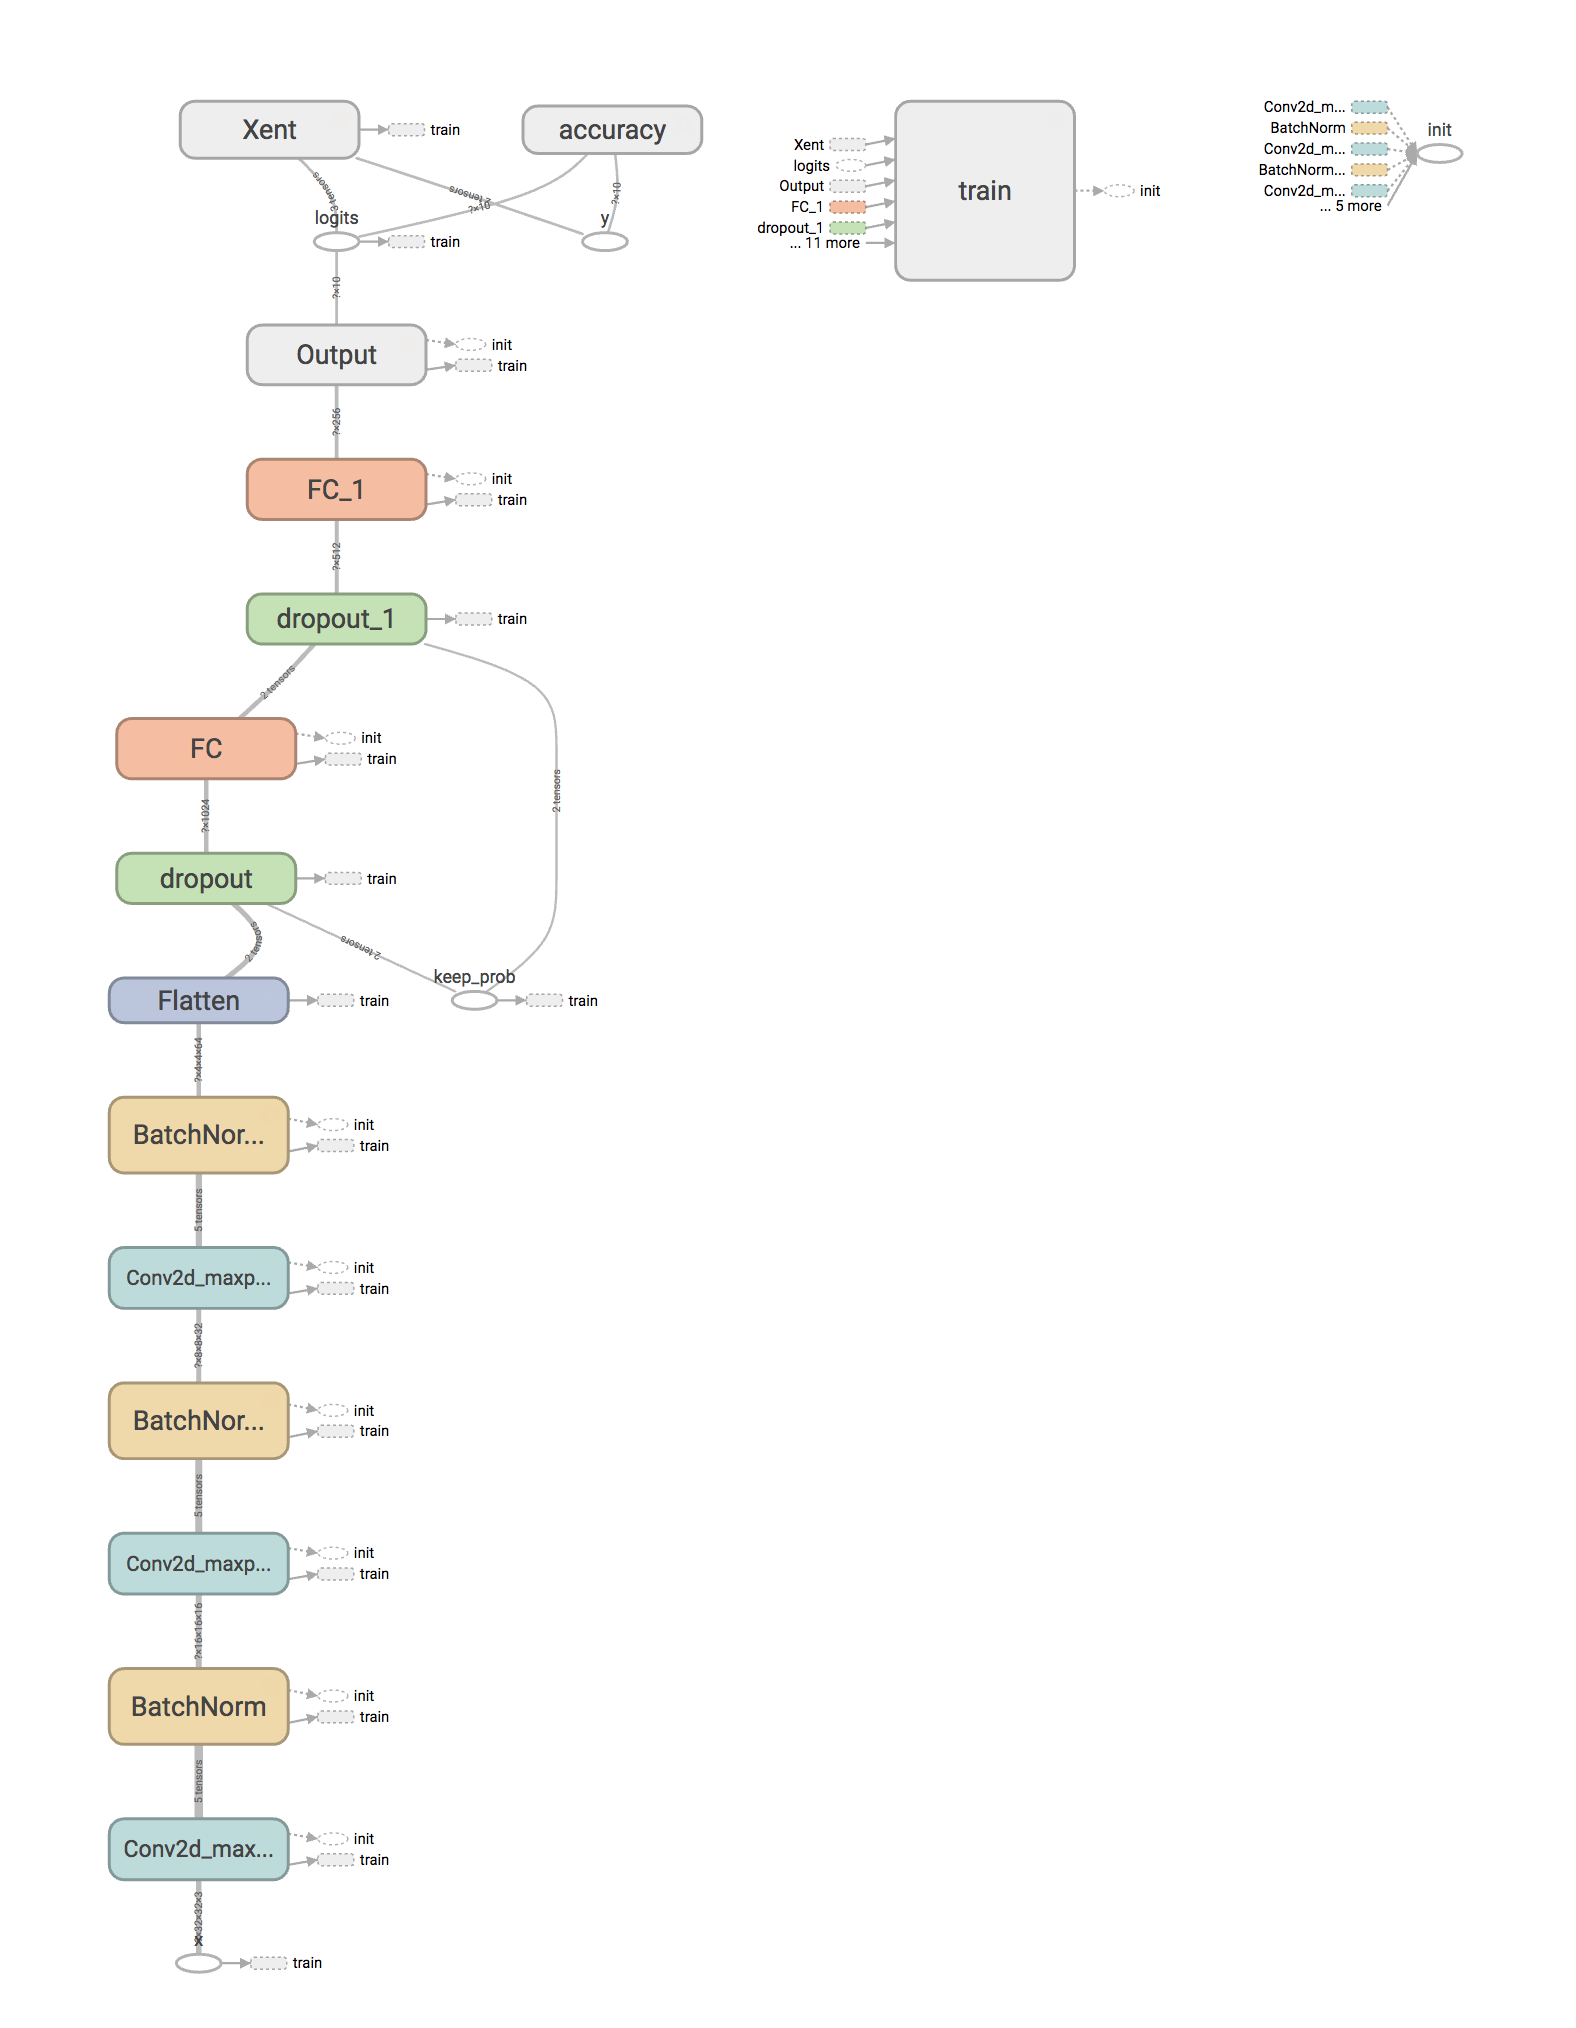 Xent
train
accuracy
3 tensors
2 tensors
?×10
?×10
logits
train
y
?×10
Output
init
train
?×256
FC_1
init
train
?×512
dropout_1
train
2 tensors
FC
init
train
2 tensors
?×1024
dropout
train
2 tensors
2 tensors
keep_prob
train
Flatten
train
?×4×4×64
BatchNor...
init
train
5 tensors
Conv2d_maxp...
init
train
?×8×8×32
BatchNor...
init
train
5 tensors
Conv2d_maxp...
init
train
?×16×16×16
BatchNorm
init
train
5 tensors
Conv2d_max...
init
train
?×32×32×3
x
train
Xent
logits
Output
FC_1
dropout_1
... 11 more
train
init
Conv2d_m...
BatchNorm
Conv2d_m...
BatchNorm...
Conv2d_m...
... 5 more
init